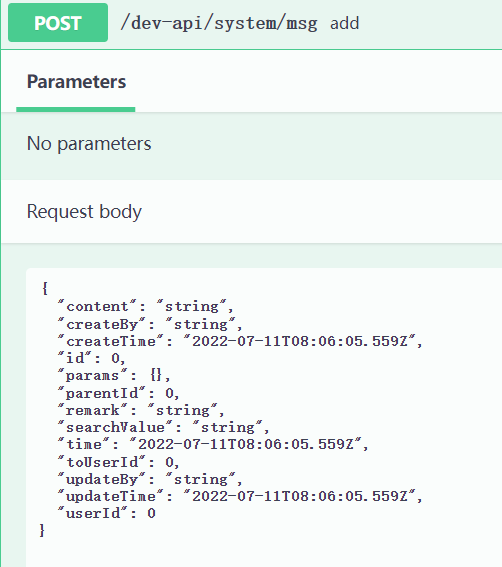 POST /dev-api/system/msg add
Parameters
No parameters
Request body
{
"content": "string",
"createBy": "string",
"createTime": "2022-07-11T08:06:05.559Z",
"id": 0,
"params": {},
"parentId": 0,
"remark": "string",
"searchValue": "string",
"time": "2022-07-11T08:06:05.559Z",
"toUserId": 0,
"updateBy": "string",
"updateTime": "2022-07-11T08:06:05.559Z",
"userId": 0
}